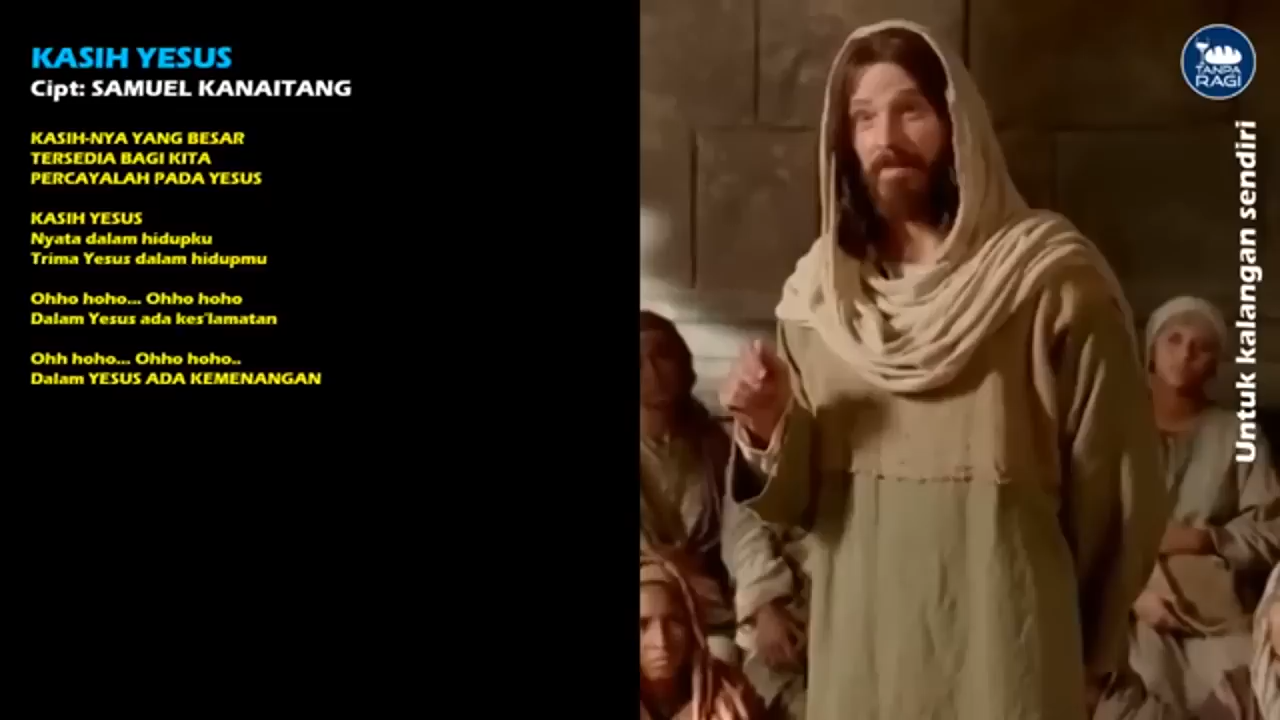 KASIH YESUS
Cipt: SAMUEL KANAITANG
KASIH-NYA YANG BESAR
TERSEDIA BAGI KITA
PERCAYALAH PADA YESUS
KASIH YESUS
Nyata dalam hidupku
Trima Yesus dalam hidupmu
Ohho hoho... Ohho hoho
Dalam Yesus ada kes'lamatan
Ohh hoho... Ohho hoho..
Dalam YESUS ADA KEMENANGAN
TANPA
RAGI
Untuk kalangan sendiri